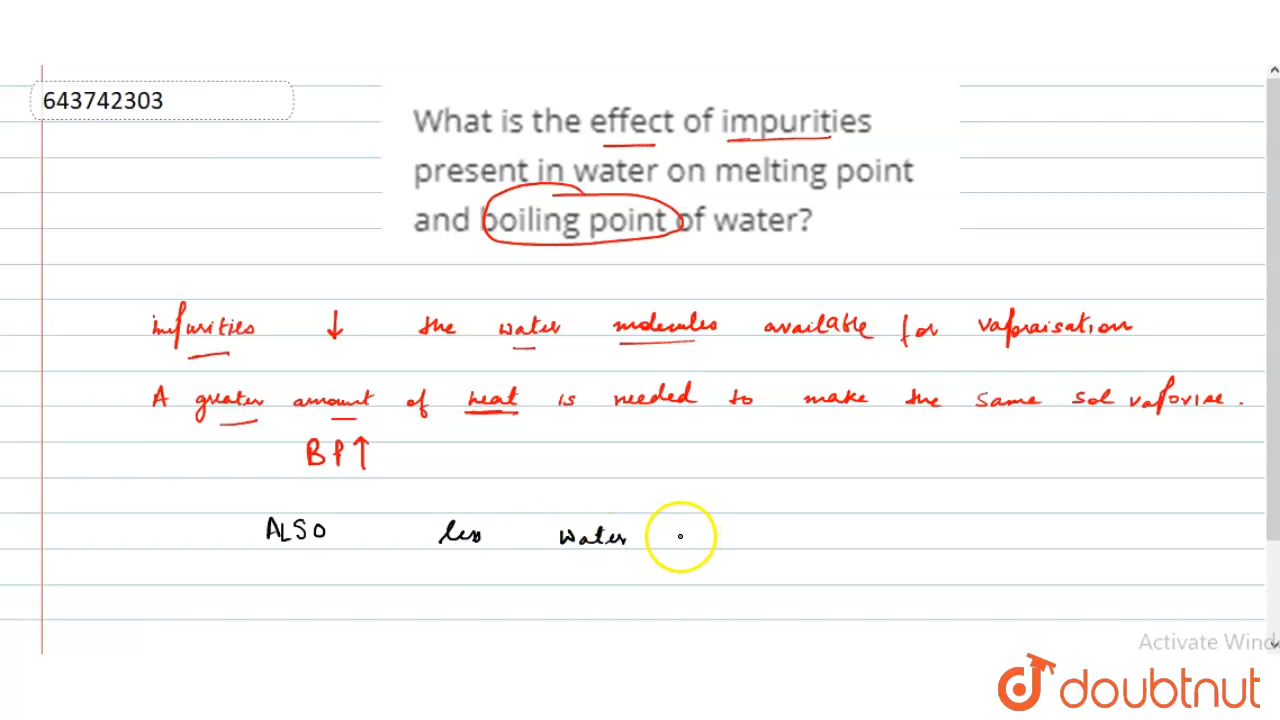 643742303
What is the effect of impurities
present in water on melting point
and boiling point of water?
impurities ↓ the water molecules available for vaporaisation
A greater amount of heat is needed to make the same sol vaporise.
BP↑
ALSO less water
Activate Wind
doubtnut